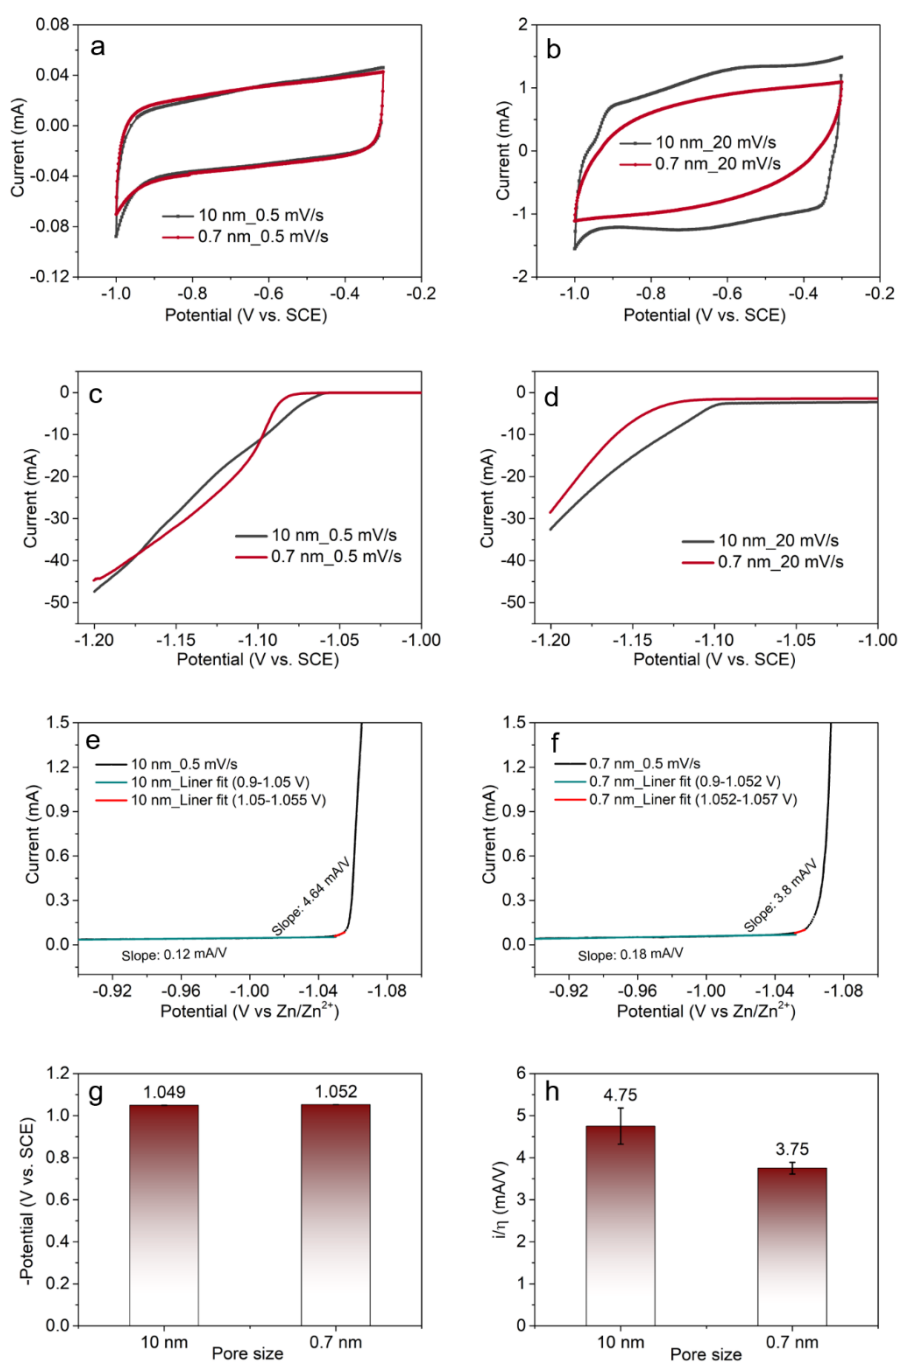 a
0.08
0.04
0.00
-0.04
-0.08
-0.12
Current (mA)
10 nm_0.5 mV/s
0.7 nm_0.5 mV/s
-1.0 -0.8 -0.6 -0.4 -0.2
Potential (V vs. SCE)
b
2
1
0
-1
-2
Current (mA)
10 nm_20 mV/s
0.7 nm_20 mV/s
-1.0 -0.8 -0.6 -0.4 -0.2
Potential (V vs. SCE)
c
0
-10
-20
-30
-40
-50
Current (mA)
10 nm_0.5 mV/s
0.7 nm_0.5 mV/s
-1.20 -1.15 -1.10 -1.05 -1.00
Potential (V vs. SCE)
d
0
-10
-20
-30
-40
-50
Current (mA)
10 nm_20 mV/s
0.7 nm_20 mV/s
-1.20 -1.15 -1.10 -1.05 -1.00
Potential (V vs. SCE)
e
1.5
1.2
0.9
0.6
0.3
0.0
Current (mA)
10 nm_0.5 mV/s
10 nm_Liner fit (0.9-1.05 V)
10 nm_Liner fit (1.05-1.055 V)
Slope: 4.64 mA/V
Slope: 0.12 mA/V
-0.92 -0.96 -1.00 -1.04 -1.08
Potential (V vs Zn/Zn²⁺)
f
1.5
1.2
0.9
0.6
0.3
0.0
Current (mA)
0.7 nm_0.5 mV/s
0.7 nm_Liner fit (0.9-1.052 V)
0.7 nm_Liner fit (1.052-1.057 V)
Slope: 3.8 mA/V
Slope: 0.18 mA/V
-0.92 -0.96 -1.00 -1.04 -1.08
Potential (V vs Zn/Zn²⁺)
g
1.2
1.0
0.8
0.6
0.4
0.2
0.0
-Potential (V vs. SCE)
1.049
1.052
10 nm 0.7 nm
Pore size
h
6
5
4
3
2
1
0
i/η (mA/V)
4.75
3.75
10 nm 0.7 nm
Pore size